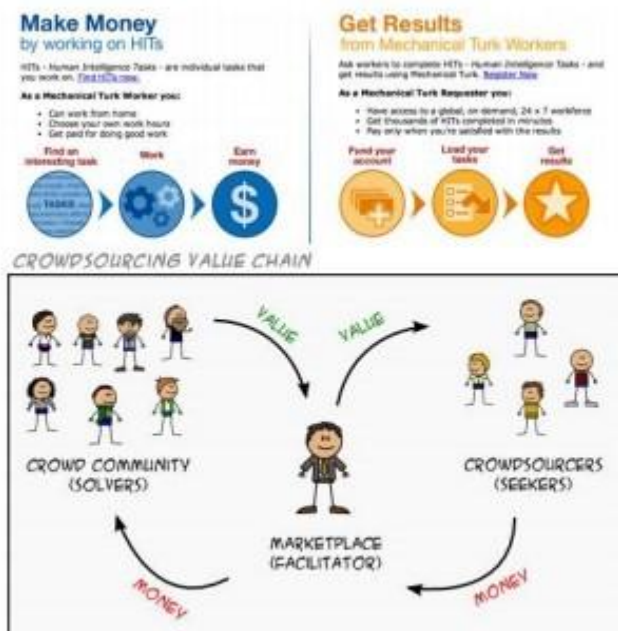 Make Money
by working on HITs
HITs - Human Intelligence Tasks - are individual tasks that
you work on. Find HITs now.
As a Mechanical Turk Worker you:
• Can work from home
• Choose your own work hours
• Get paid for doing good work
Find an
interesting task
Work
Earn
money
TASKS
$
Get Results
from Mechanical Turk Workers
Ask workers to complete HITs - Human Intelligence Tasks - and
get results using Mechanical Turk. Register Now
As a Mechanical Turk Requester you:
• Have access to a global, on demand, 24 x 7 workforce
• Get thousands of HITs completed in minutes
• Pay only when you're satisfied with the results
Fund your
account
Load your
tasks
Get
results
CROWDSOURCING VALUE CHAIN
VALUE
VALUE
CROWD COMMUNITY
(SOLVERS)
CROWDSOURCERS
(SEEKERS)
MARKETPLACE
(FACILITATOR)
MONEY
MONEY